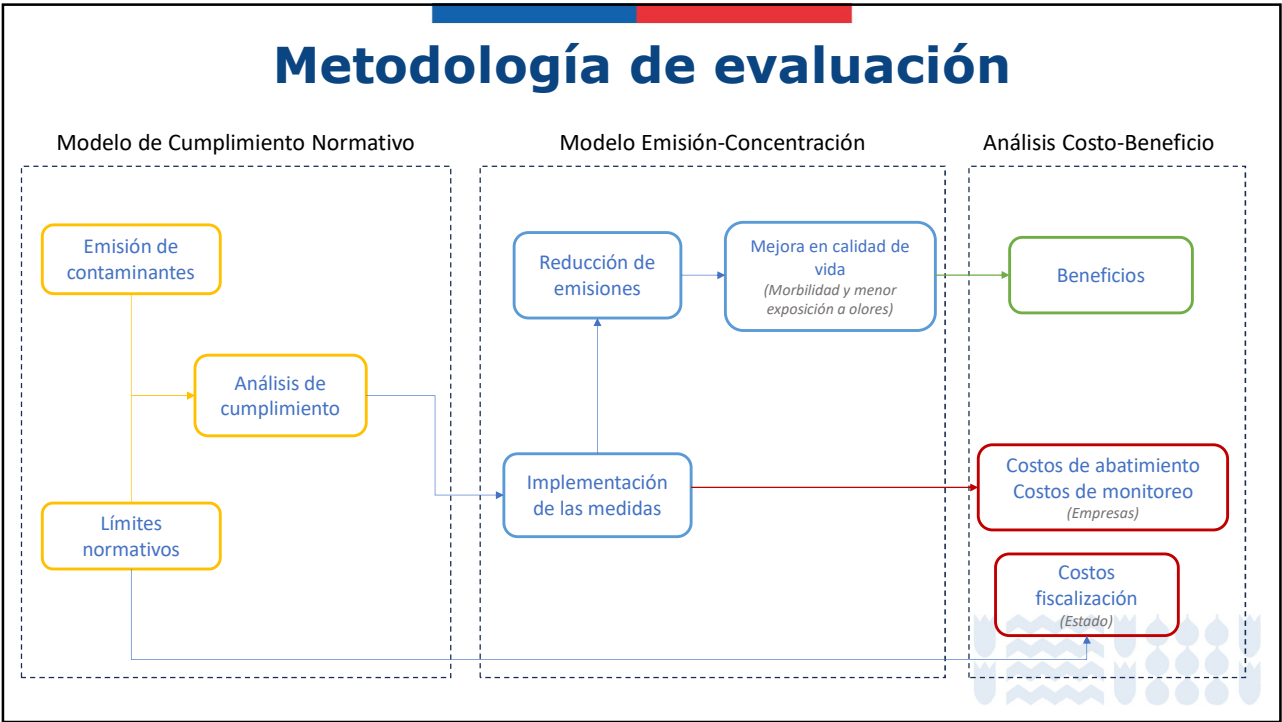 Metodología de evaluación
Modelo de Cumplimiento Normativo
Emisión de
contaminantes
Análisis de
cumplimiento
Límites
normativos
Modelo Emisión-Concentración
Reducción de
emisiones
Mejora en calidad de
vida
(Morbilidad y menor
exposición a olores)
Implementación
de las medidas
Análisis Costo-Beneficio
Beneficios
Costos de abatimiento
Costos de monitoreo
(Empresas)
Costos
fiscalización
(Estado)